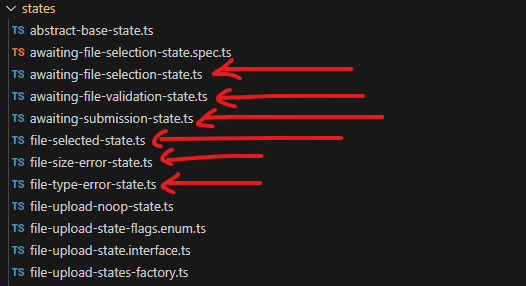 states
TS abstract-base-state.ts
TS awaiting-file-selection-state.spec.ts
TS awaiting-file-selection-state.ts
TS awaiting-file-validation-state.ts
TS awaiting-submission-state.ts
TS file-selected-state.ts
TS file-size-error-state.ts
TS file-type-error-state.ts
TS file-upload-noop-state.ts
TS file-upload-state-flags.enum.ts
TS file-upload-state.interface.ts
TS file-upload-states-factory.ts